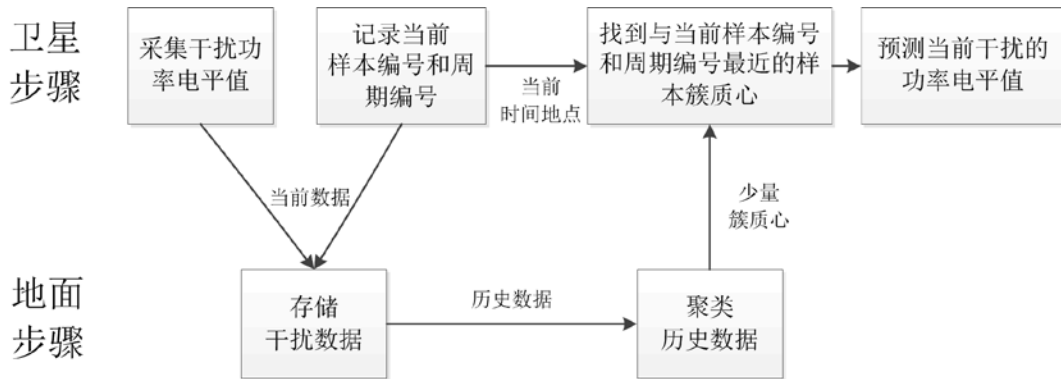 卫星
步骤
采集干扰功
率电平值
记录当前
样本编号和周
期编号
当前
时间地点
找到与当前样本编号
和周期编号最近的样
本簇质心
预测当前干扰的
功率电平值
当前数据
少量
簇质心
地面
步骤
存储
干扰数据
历史数据
聚类
历史数据